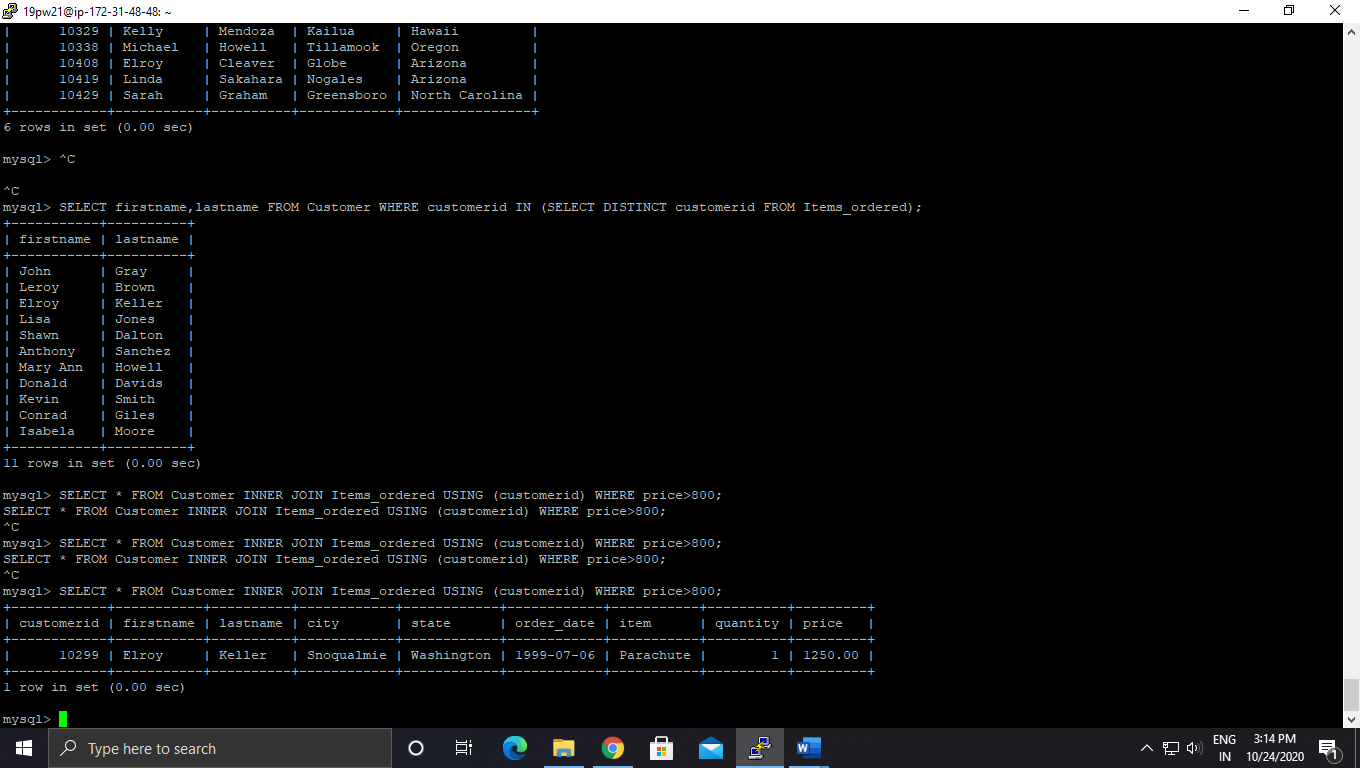 19pw21@ip-172-31-48-48: ~
|      10329 | Kelly     | Mendoza  | Kailua     | Hawaii         |
|      10338 | Michael   | Howell   | Tillamook  | Oregon         |
|      10408 | Elroy     | Cleaver  | Globe      | Arizona        |
|      10419 | Linda     | Sakahara | Nogales    | Arizona        |
|      10429 | Sarah     | Graham   | Greensboro | North Carolina |
+------------+-----------+----------+------------+----------------+
6 rows in set (0.00 sec)
mysql> ^C
^C
mysql> SELECT firstname,lastname FROM Customer WHERE customerid IN (SELECT DISTINCT customerid FROM Items_ordered);
+-----------+----------+
| firstname | lastname |
+-----------+----------+
| John      | Gray     |
| Leroy     | Brown    |
| Elroy     | Keller   |
| Lisa      | Jones    |
| Shawn     | Dalton   |
| Anthony   | Sanchez  |
| Mary Ann  | Howell   |
| Donald    | Davids   |
| Kevin     | Smith    |
| Conrad    | Giles    |
| Isabela   | Moore    |
+-----------+----------+
11 rows in set (0.00 sec)
mysql> SELECT * FROM Customer INNER JOIN Items_ordered USING (customerid) WHERE price>800;
SELECT * FROM Customer INNER JOIN Items_ordered USING (customerid) WHERE price>800;
^C
mysql> SELECT * FROM Customer INNER JOIN Items_ordered USING (customerid) WHERE price>800;
SELECT * FROM Customer INNER JOIN Items_ordered USING (customerid) WHERE price>800;
^C
mysql> SELECT * FROM Customer INNER JOIN Items_ordered USING (customerid) WHERE price>800;
+------------+-----------+----------+------------+------------+------------+-----------+----------+---------+
| customerid | firstname | lastname | city       | state      | order_date | item      | quantity | price   |
+------------+-----------+----------+------------+------------+------------+-----------+----------+---------+
|      10299 | Elroy     | Keller   | Snoqualmie | Washington | 1999-07-06 | Parachute |        1 | 1250.00 |
+------------+-----------+----------+------------+------------+------------+-----------+----------+---------+
1 row in set (0.00 sec)
mysql>
Type here to search
ENG
IN
3:14 PM
10/24/2020
1